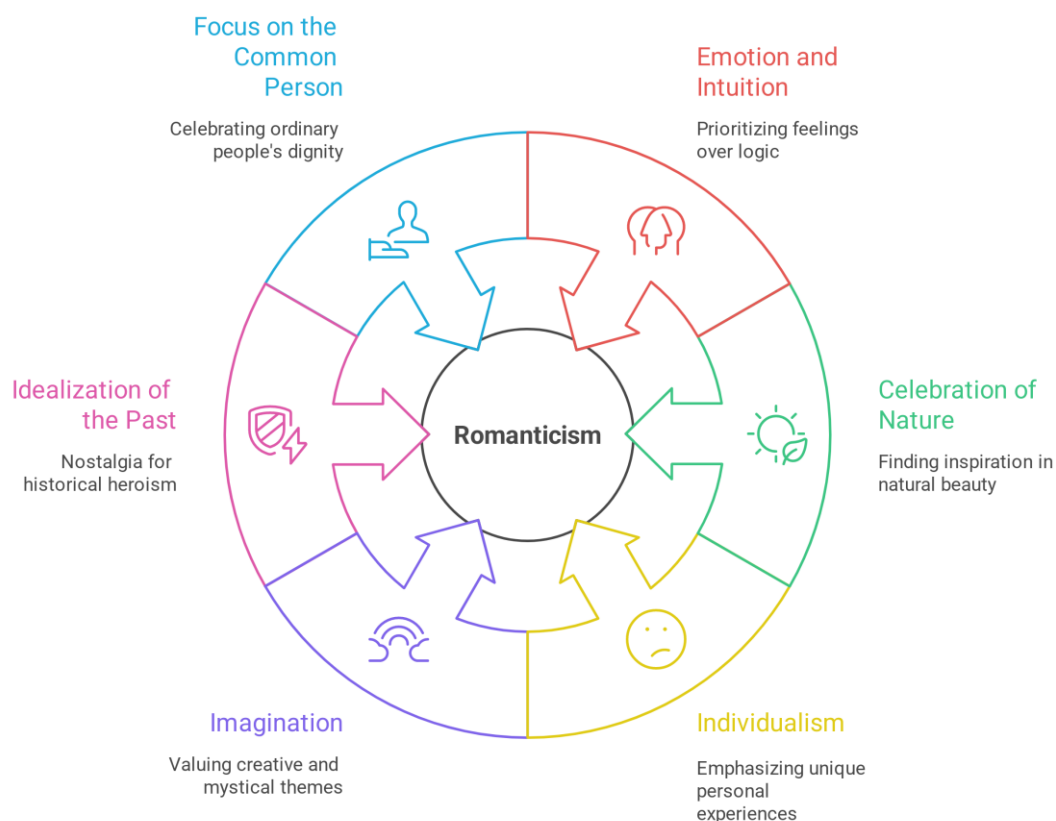 Focus on the
Common
Person
Celebrating ordinary
people's dignity
Emotion and
Intuition
Prioritizing feelings
over logic
Idealization of
the Past
Nostalgia for
historical heroism
Romanticism
Celebration of
Nature
Finding inspiration in
natural beauty
Imagination
Valuing creative and
mystical themes
Individualism
Emphasizing unique
personal
experiences